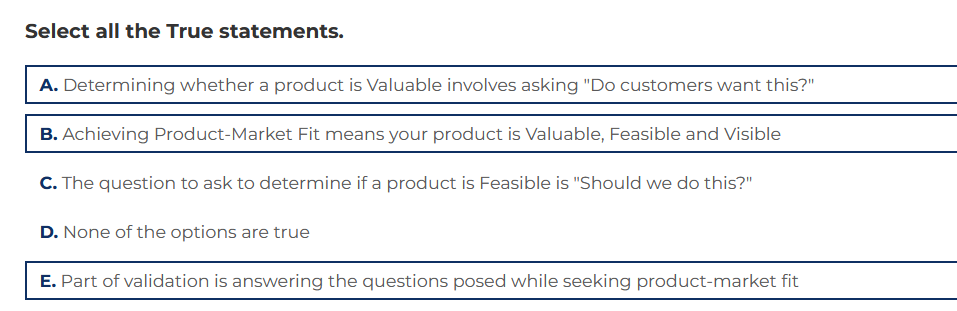 Select all the True statements.
A. Determining whether a product is Valuable involves asking "Do customers want this?"
B. Achieving Product-Market Fit means your product is Valuable, Feasible and Visible
C. The question to ask to determine if a product is Feasible is "Should we do this?"
D. None of the options are true
E. Part of validation is answering the questions posed while seeking product-market fit